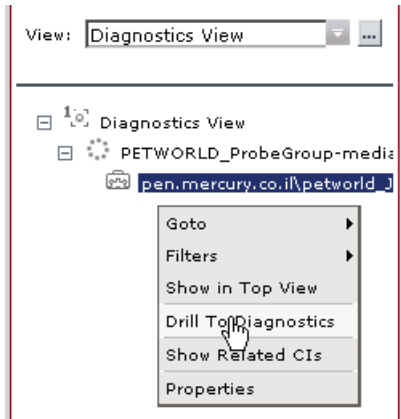 View: Diagnostics View ...
1 Diagnostics View
PETWORLD_ProbeGroup-media
pen.mercury.co.il\petworld_J
Goto
Filters
Show in Top View
Drill To Diagnostics
Show Related CIs
Properties